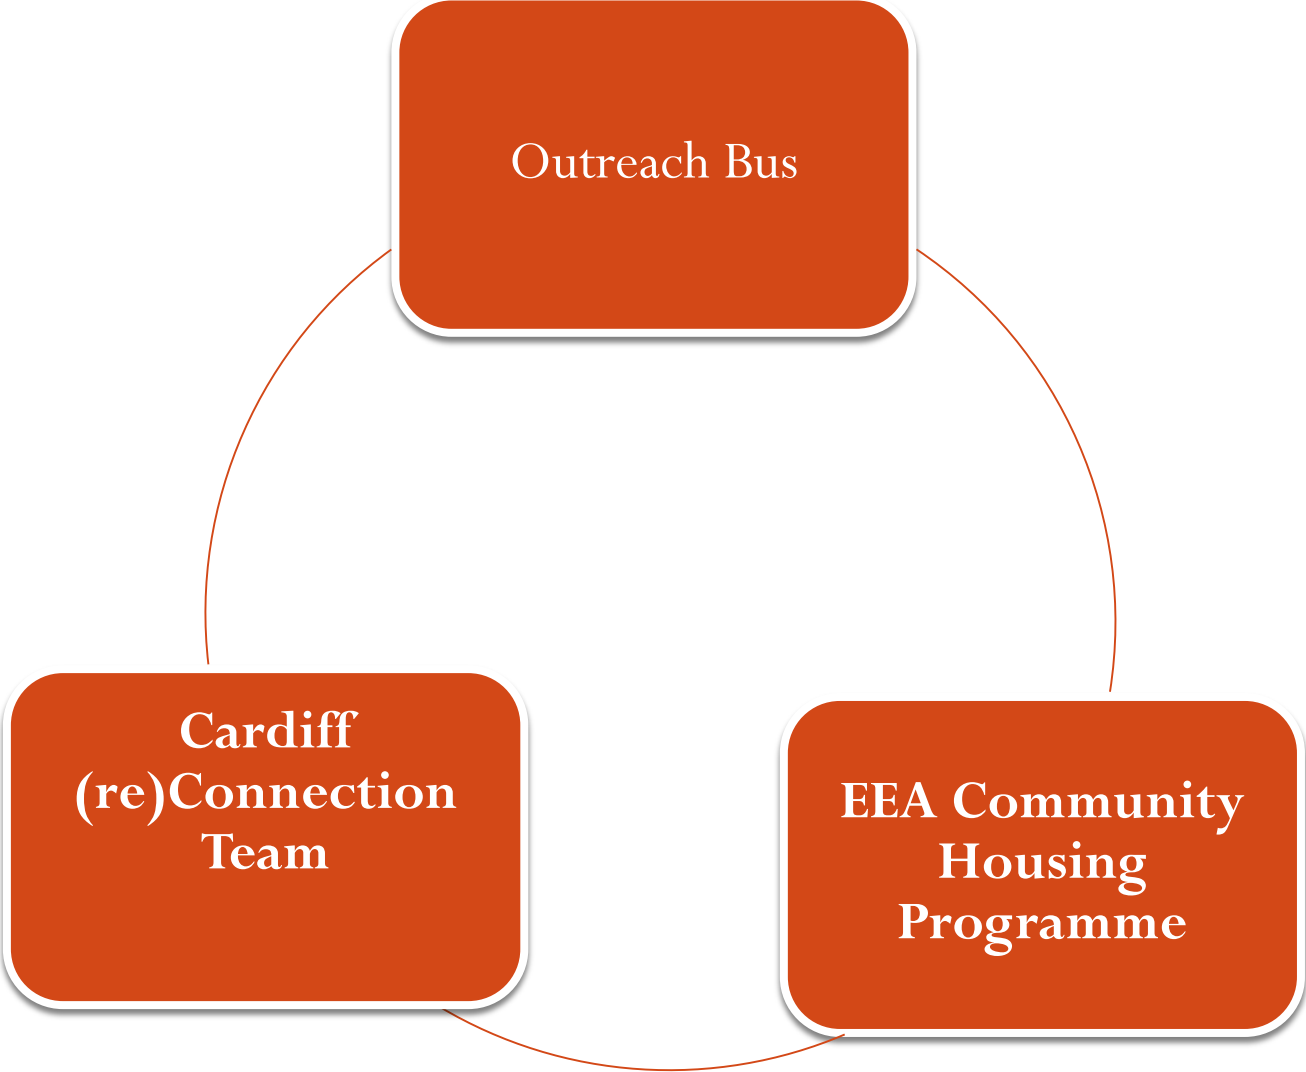 Outreach Bus
Cardiff
(re)Connection
Team
EEA Community
Housing
Programme